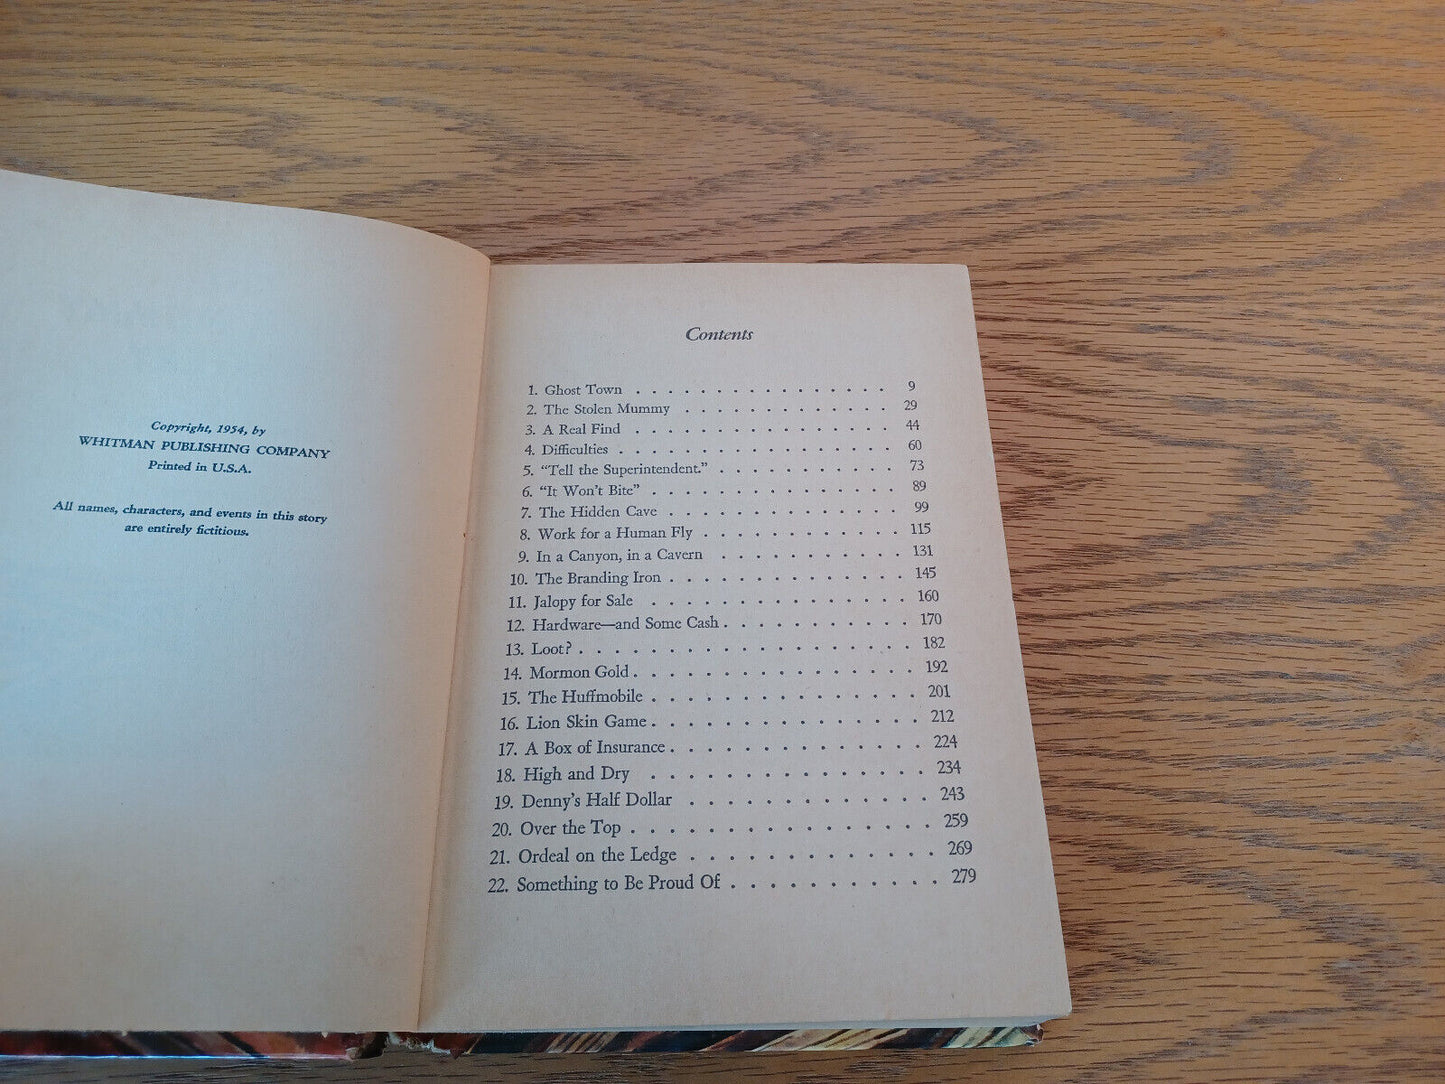 Copyright, 1954, by
WHITMAN PUBLISHING COMPANY
Printed in U.S.A.
All names, characters, and events in this story
are entirely fictitious.
Contents
1. Ghost Town . . . . . . . . . . . . . . . . 9
2. The Stolen Mummy . . . . . . . . . . . . . 29
3. A Real Find . . . . . . . . . . . . . . . . 44
4. Difficulties . . . . . . . . . . . . . . . . . 60
5. "Tell the Superintendent." . . . . . . . . . . . 73
6. "It Won't Bite" . . . . . . . . . . . . . . . 89
7. The Hidden Cave . . . . . . . . . . . . . . 99
8. Work for a Human Fly . . . . . . . . . . . . 115
9. In a Canyon, in a Cavern . . . . . . . . . . . 131
10. The Branding Iron . . . . . . . . . . . . . . 145
11. Jalopy for Sale . . . . . . . . . . . . . . . 160
12. Hardware—and Some Cash . . . . . . . . . . . 170
13. Loot? . . . . . . . . . . . . . . . . . . 182
14. Mormon Gold . . . . . . . . . . . . . . . 192
15. The Huffmobile . . . . . . . . . . . . . . 201
16. Lion Skin Game . . . . . . . . . . . . . . 212
17. A Box of Insurance . . . . . . . . . . . . . 224
18. High and Dry . . . . . . . . . . . . . . 234
19. Denny's Half Dollar . . . . . . . . . . . . 243
20. Over the Top . . . . . . . . . . . . . . . 259
21. Ordeal on the Ledge . . . . . . . . . . . . 269
22. Something to Be Proud Of . . . . . . . . . . 279